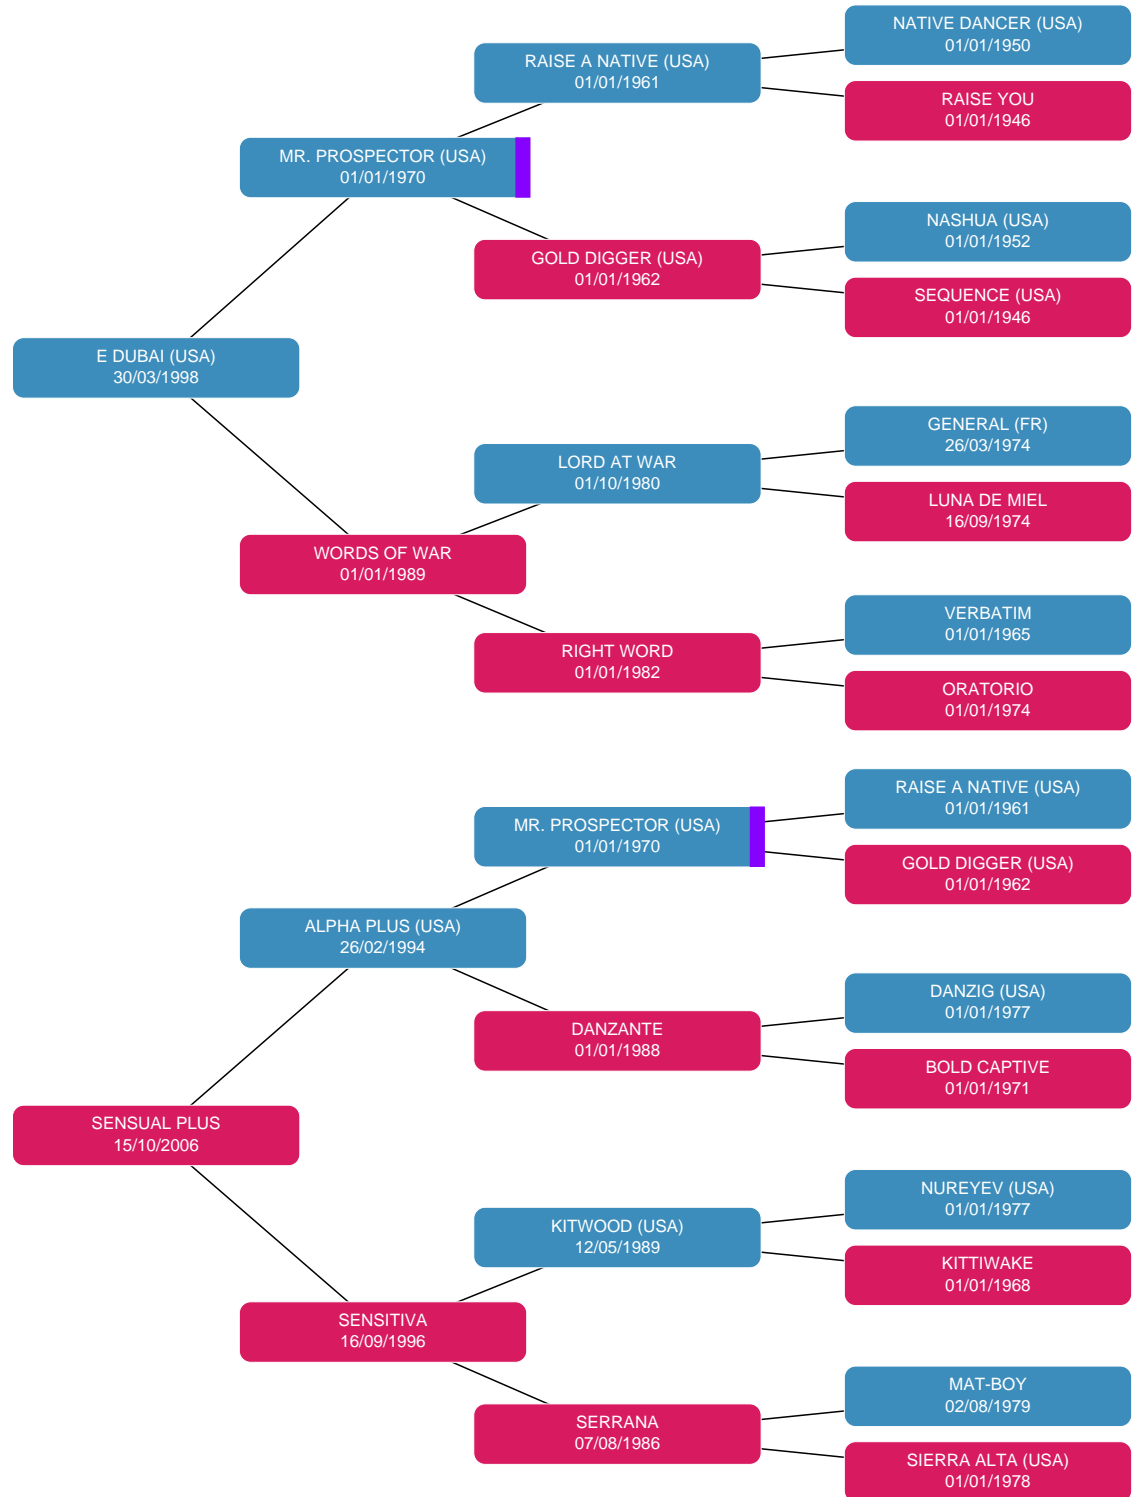 NATIVE DANCER (USA)
01/01/1950
RAISE A NATIVE (USA)
01/01/1961
RAISE YOU
01/01/1946
MR. PROSPECTOR (USA)
01/01/1970
NASHUA (USA)
01/01/1952
GOLD DIGGER (USA)
01/01/1962
SEQUENCE (USA)
01/01/1946
E DUBAI (USA)
30/03/1998
GENERAL (FR)
26/03/1974
LORD AT WAR
01/10/1980
LUNA DE MIEL
16/09/1974
WORDS OF WAR
01/01/1989
VERBATIM
01/01/1965
RIGHT WORD
01/01/1982
ORATORIO
01/01/1974
RAISE A NATIVE (USA)
01/01/1961
MR. PROSPECTOR (USA)
01/01/1970
GOLD DIGGER (USA)
01/01/1962
ALPHA PLUS (USA)
26/02/1994
DANZIG (USA)
01/01/1977
DANZANTE
01/01/1988
BOLD CAPTIVE
01/01/1971
SENSUAL PLUS
15/10/2006
NUREYEV (USA)
01/01/1977
KITWOOD (USA)
12/05/1989
KITTIWAKE
01/01/1968
SENSITIVA
16/09/1996
MAT-BOY
02/08/1979
SERRANA
07/08/1986
SIERRA ALTA (USA)
01/01/1978